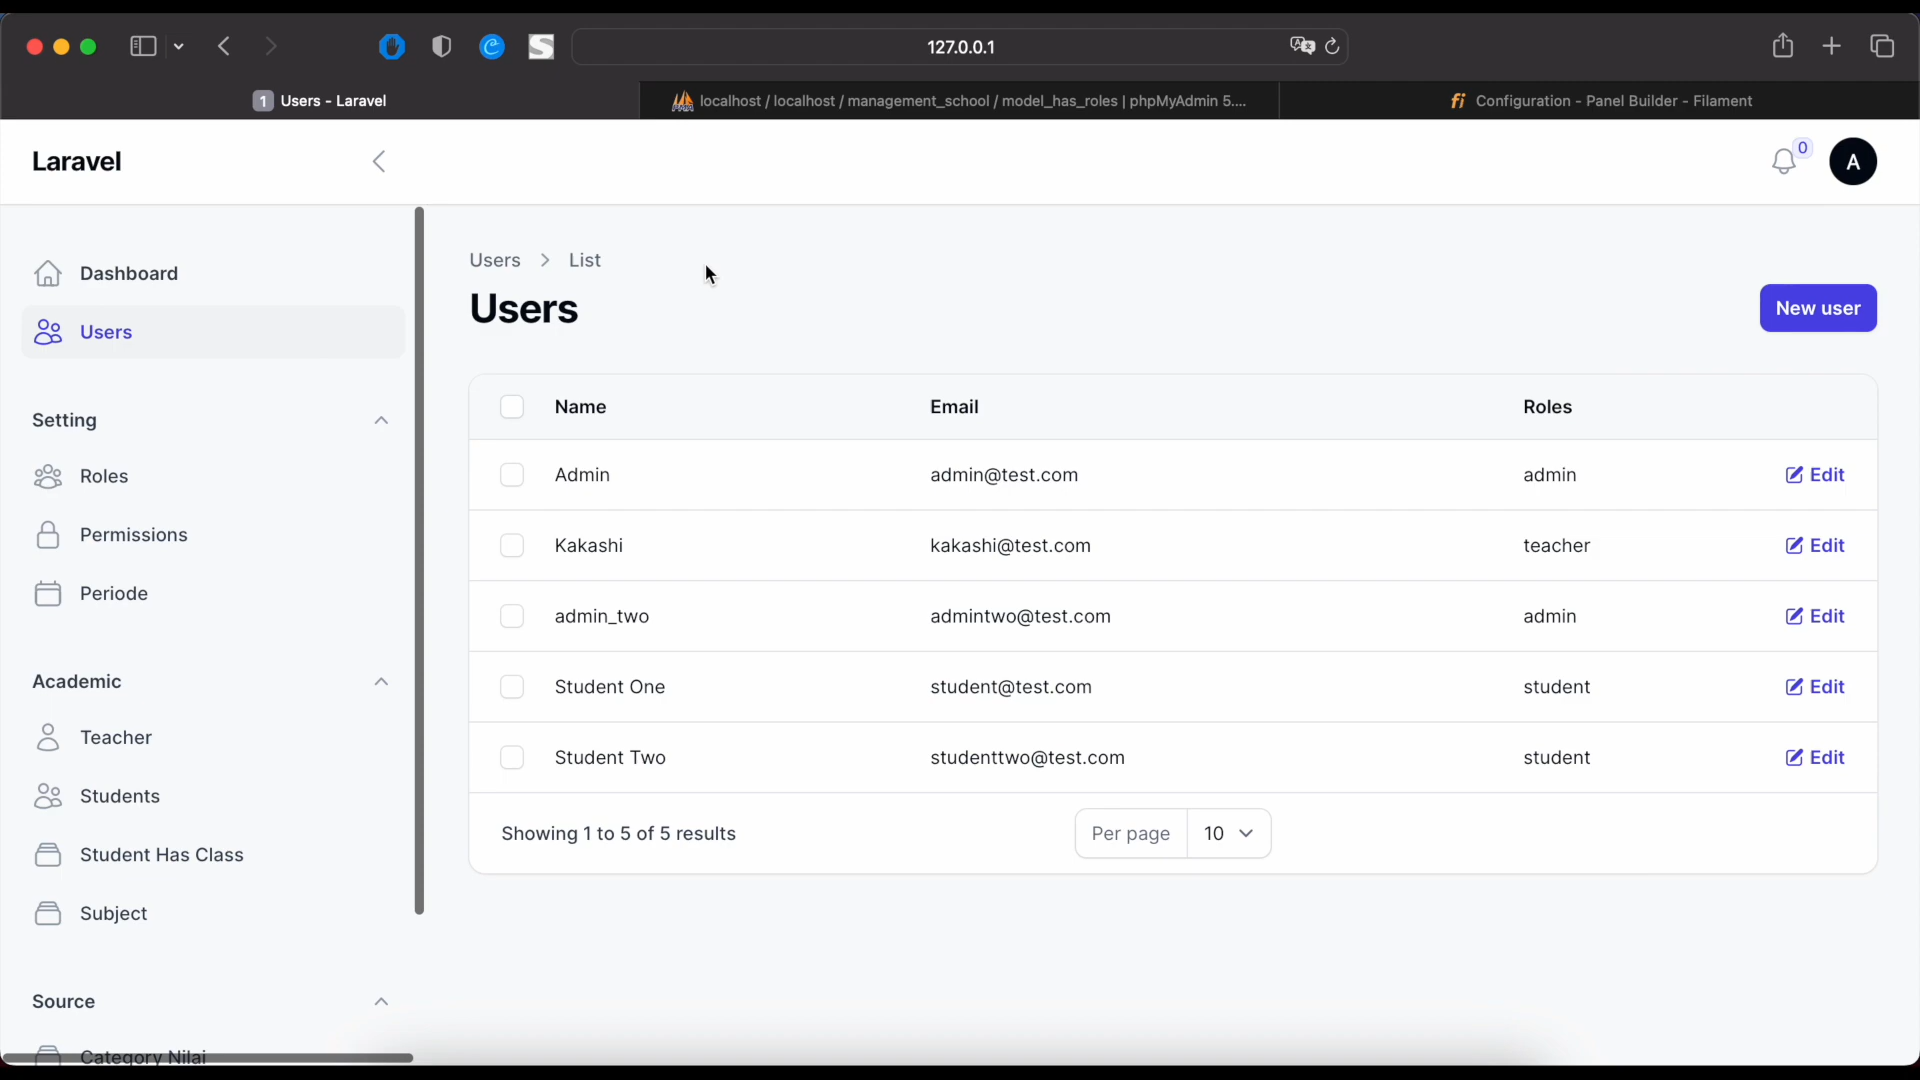 127.0.0.1
1 Users - Laravel
localhost / localhost / management_school / model_has_roles | phpMyAdmin 5....
Configuration - Panel Builder - Filament
Laravel
0
A
Dashboard
Users
Setting
Roles
Permissions
Periode
Academic
Teacher
Students
Student Has Class
Subject
Source
Category Nilai
Users > List
Users
New user
Name Email Roles
Admin admin@test.com admin Edit
Kakashi kakashi@test.com teacher Edit
admin_two admintwo@test.com admin Edit
Student One student@test.com student Edit
Student Two studenttwo@test.com student Edit
Showing 1 to 5 of 5 results Per page 10